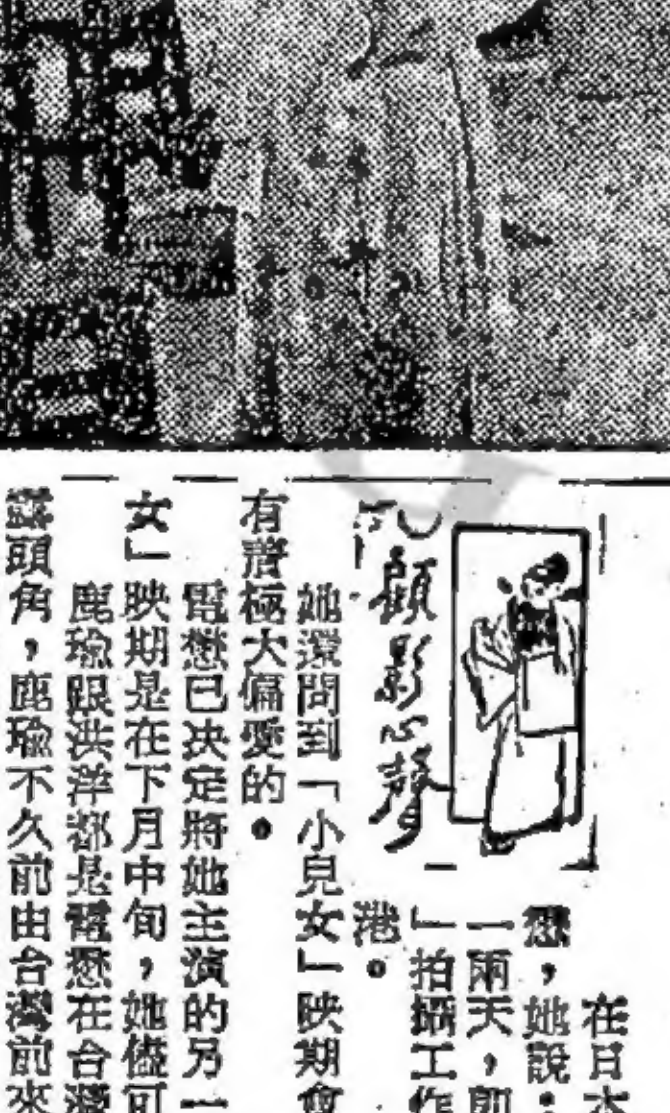 顧影心聲
在日本
懋，她說：
一兩天，即
」拍攝工作
港。
她還問到「小兒女」映期會
有着極大偏愛的。
電懋已决定將她主演的另一
女」映期是在下月中旬，她儘可
鹿瑜跟洪洋都是電懋在台灣
露頭角，鹿瑜不久前由台灣前來